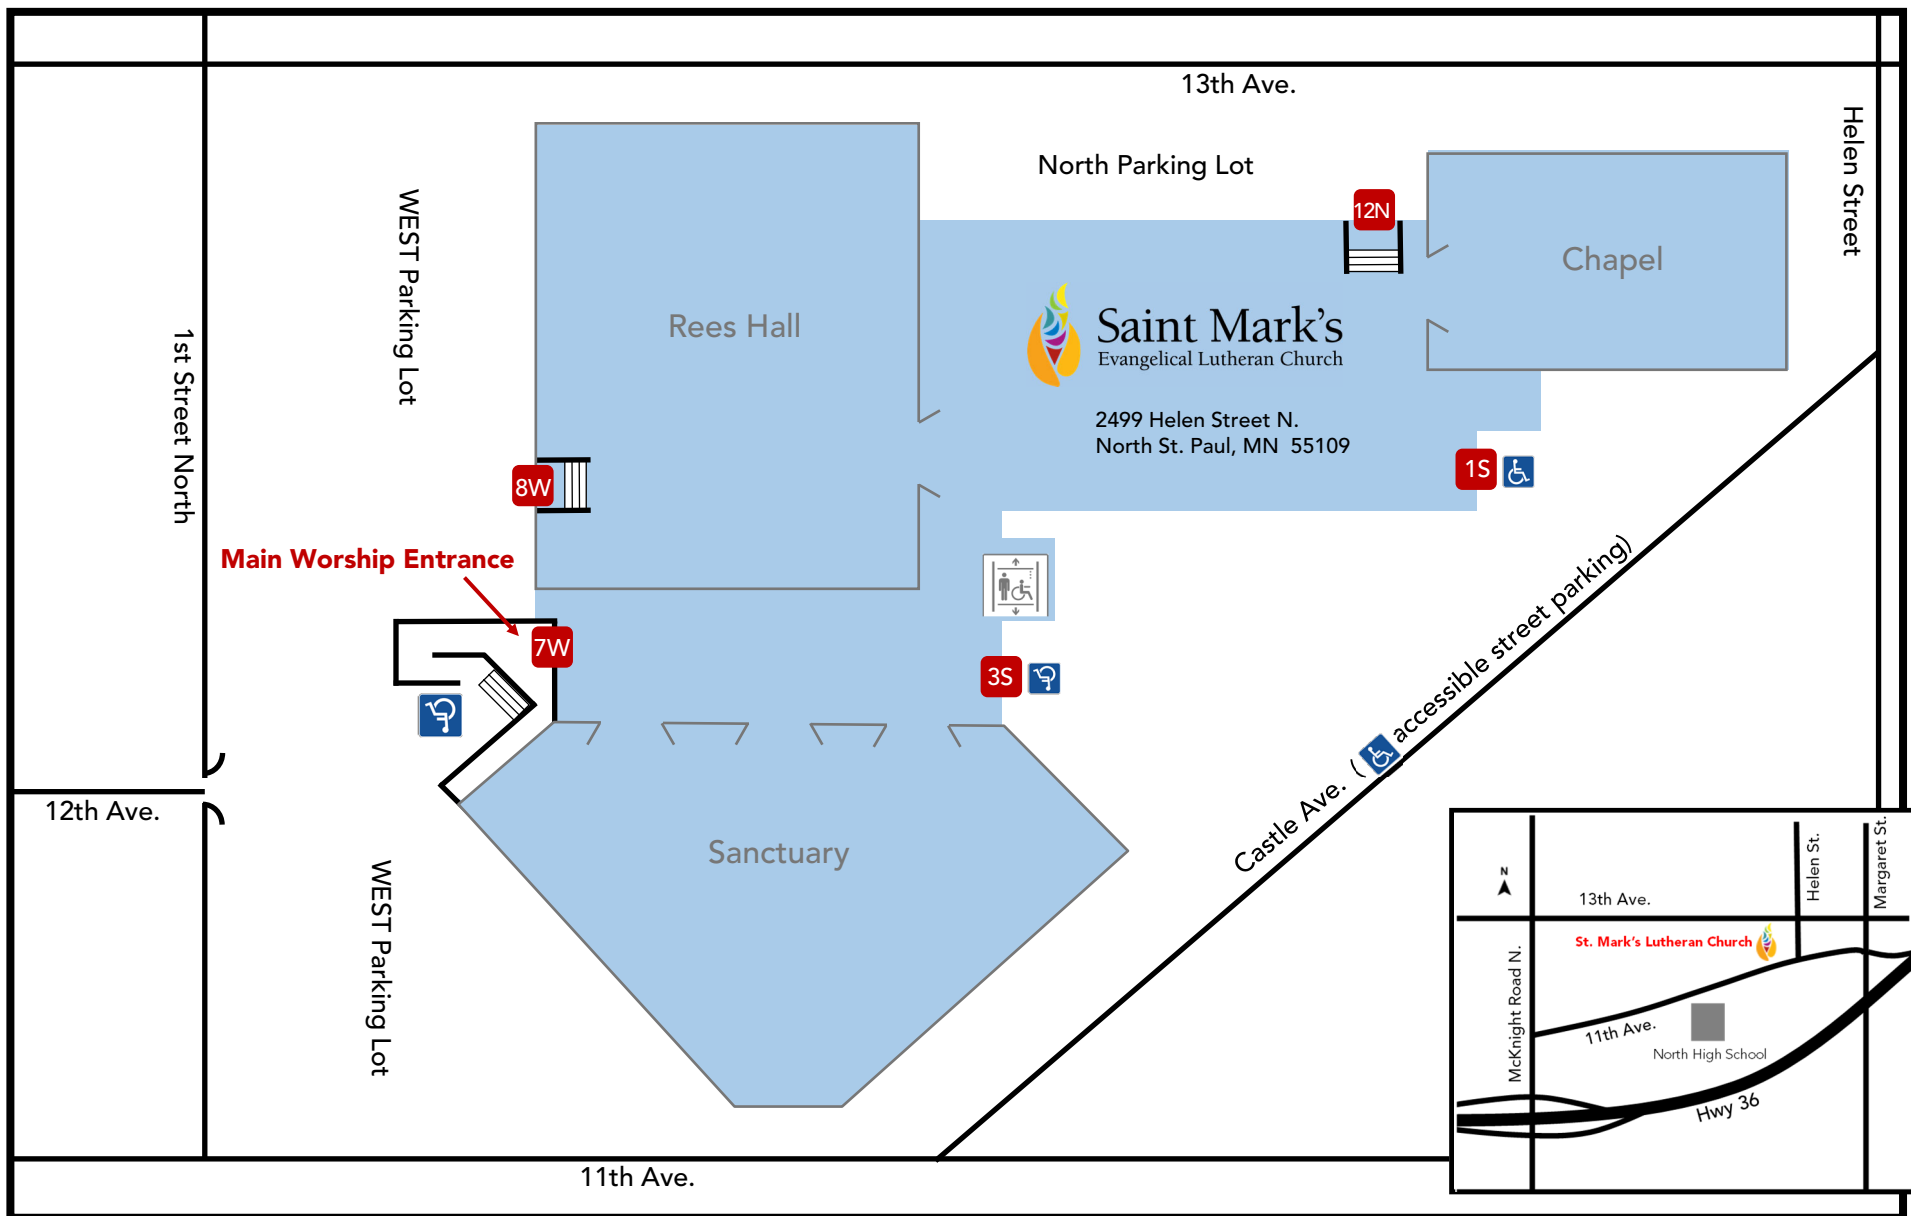 13th Ave.
Helen Street
North Parking Lot
WEST Parking Lot
12N
Chapel
Rees Hall
Saint Mark's
Evangelical Lutheran Church
1st Street North
2499 Helen Street N.
North St. Paul, MN  55109
1S
8W
Main Worship Entrance
7W
3S
Castle Ave. ( accessible street parking)
12th Ave.
Sanctuary
WEST Parking Lot
11th Ave.
N
Helen St.
Margaret St.
13th Ave.
St. Mark's Lutheran Church
McKnight Road N.
11th Ave.
North High School
Hwy 36